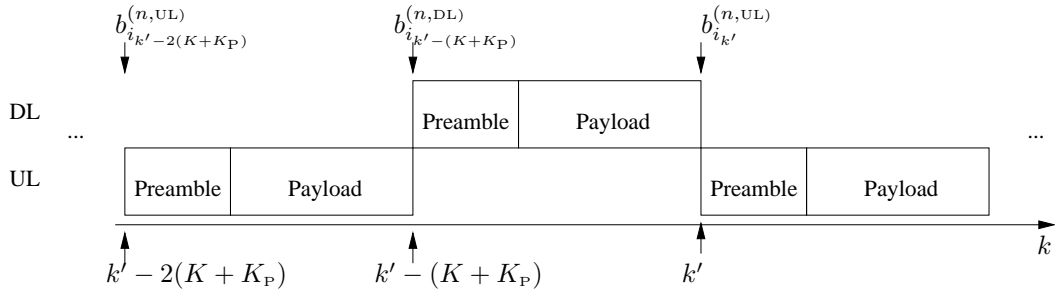 b_{i_{k'-2(K+K_P)}}^{(n,UL)} b_{i_{k'-(K+K_P)}}^{(n,DL)} b_{i_{k'}}^{(n,UL)}
DL Preamble Payload
... ...
UL Preamble Payload Preamble Payload
k
k' − 2(K + K_P) k' − (K + K_P) k'